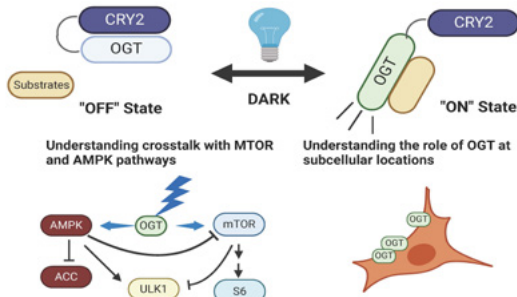 CRY2
OGT
Substrates
"OFF" State
DARK
CRY2
OGT
"ON" State
Understanding crosstalk with MTOR
and AMPK pathways
Understanding the role of OGT at
subcellular locations
AMPK
OGT
mTOR
ACC
ULK1
S6
OGT
OGT
OGT
OGT